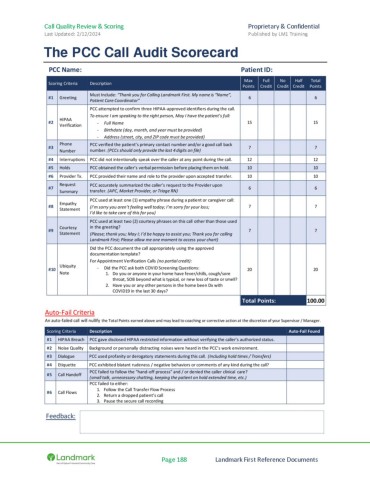 Call Quality Review & Scoring
Proprietary & Confidential
Last Updated: 2/12/2024
Published by LM1 Training
The PCC Call Audit Scorecard
PCC Name:
Patient ID:
Scoring Criteria Description Max Points Full Credit No Credit Half Credit Total Points
#1 Greeting Must include: "Thank you for Calling Landmark First. My name is "Name", Patient Care Coordinator" 6 6
#2 HIPAA Verification PCC attempted to confirm three HIPAA approved identifiers during the call. 15 15
To ensure I am speaking to the right person, May I have the patient's full:
- Full Name
- Birthdate (day, month, and year must be provided)
- Address (street, city, and ZIP code must be provided)
#3 Phone Number PCC verified the patient's primary contact number and/or a good call back number. (PCCs should only provide the last 4 digits on file) 7 7
#4 Interruptions PCC did not intentionally speak over the caller at any point during the call. 12 12
#5 Holds PCC obtained the caller's verbal permission before placing them on hold. 10 10
#6 Provider Tx. PCC provided their name and role to the provider upon accepted transfer. 10 10
#7 Request Summary PCC accurately summarized the caller's request to the Provider upon transfer. (APC, Market Provider, or Triage RN) 6 6
#8 Empathy Statement PCC used at least one (1) empathy phrase during a patient or caregiver call. 7 7
(I'm sorry you aren't feeling well today; I'm sorry for your loss;
I'd like to take care of this for you)
#9 Courtesy Statement PCC used at least two (2) courtesy phrases on this call other than those used in the greeting? 7 7
(Please; thank you; May I; I'd be happy to assist you; Thank you for calling Landmark First; Please allow me one moment to access your chart)
#10 Ubiquity Note Did the PCC document the call appropriately using the approved documentation template? 20 20
For Appointment Verification Calls (no partial credit):
- Did the PCC ask both COVID Screening Questions:
1. Do you or anyone in your home have fever/chills, cough/sore throat, SOB beyond what is typical, or new loss of taste or smell?
2. Have you or any other persons in the home been Dx with COVID19 in the last 30 days?
Total Points: 100.00
Auto-Fail Criteria
An auto-failed call will nullify the Total Points earned above and may lead to coaching or corrective action at the discretion of your Supervisor / Manager.
Scoring Criteria Description Auto-Fail Found
#1 HIPAA Breach PCC gave disclosed HIPAA restricted information without verifying the caller's authorized status.
#2 Noise Quality Background or personally distracting noises were heard in the PCC's work environment.
#3 Dialogue PCC used profanity or derogatory statements during the call. (Including hold times / Transfers)
#4 Etiquette PCC exhibited blatant rudeness / negative behaviors or comments of any kind during the call?
#5 Call Handoff PCC failed to follow the "hand-off process" and / or denied the caller clinical care?
(small talk, unnecessary chatting, keeping the patient on hold extended time, etc.)
#6 Call Flows PCC failed to either:
1. Follow the Call Transfer Flow Process
2. Return a dropped patient's call
3. Pause the secure call recording
Feedback:
Landmark
Page 188
Landmark First Reference Documents